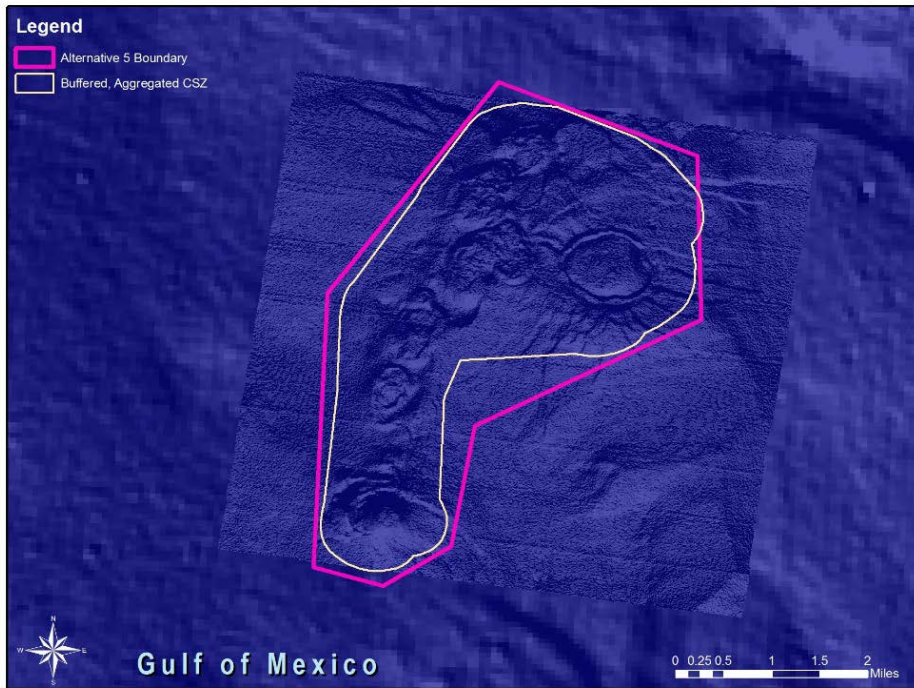 Legend
Alternative 5 Boundary
Buffered, Aggregated CSZ
N
W E
S
Gulf of Mexico
0 0.25 0.5 1 1.5 2
Miles